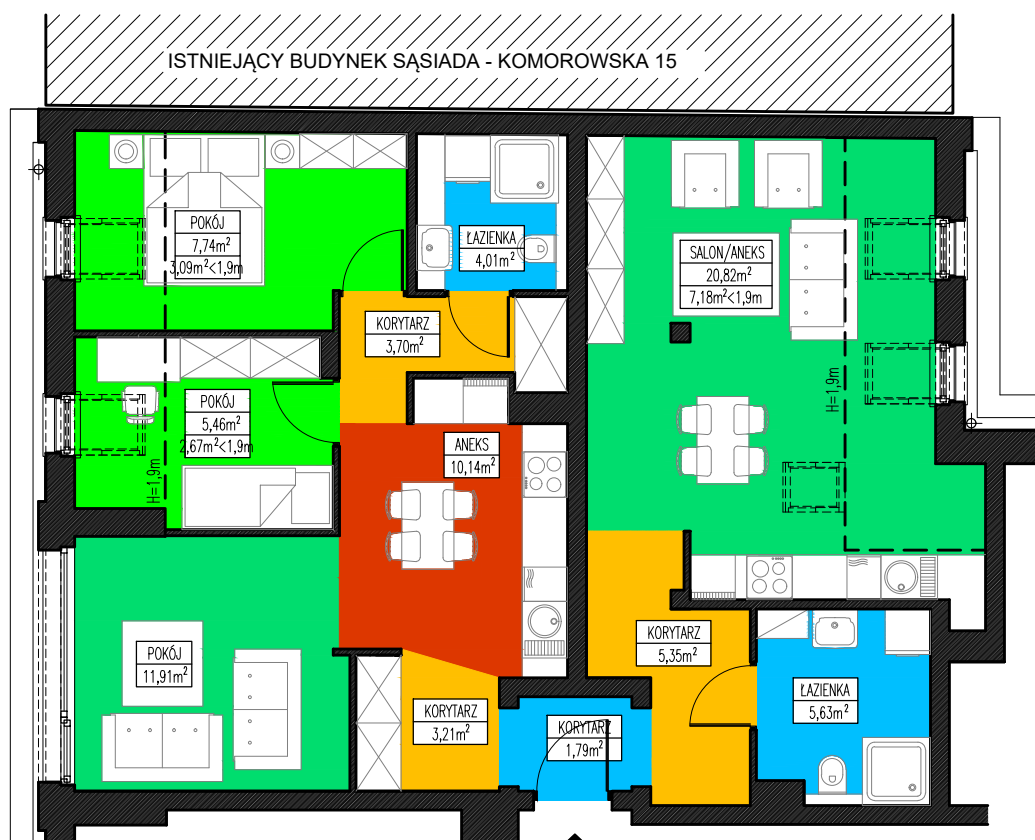 ISTNIEJĄCY BUDYNEK SĄSIADA - KOMOROWSKA 15
POKÓJ
7,74m²
3,09m²<1,9m
ŁAZIENKA
4,01m²
SALON/ANEKS
20,82m²
7,18m²<1,9m
KORYTARZ
3,70m²
POKÓJ
5,46m²
2,67m²<1,9m
H=1,9m
H=1,9m
ANEKS
10,14m²
POKÓJ
11,91m²
KORYTARZ
5,35m²
KORYTARZ
3,21m²
KORYTARZ
1,79m²
ŁAZIENKA
5,63m²